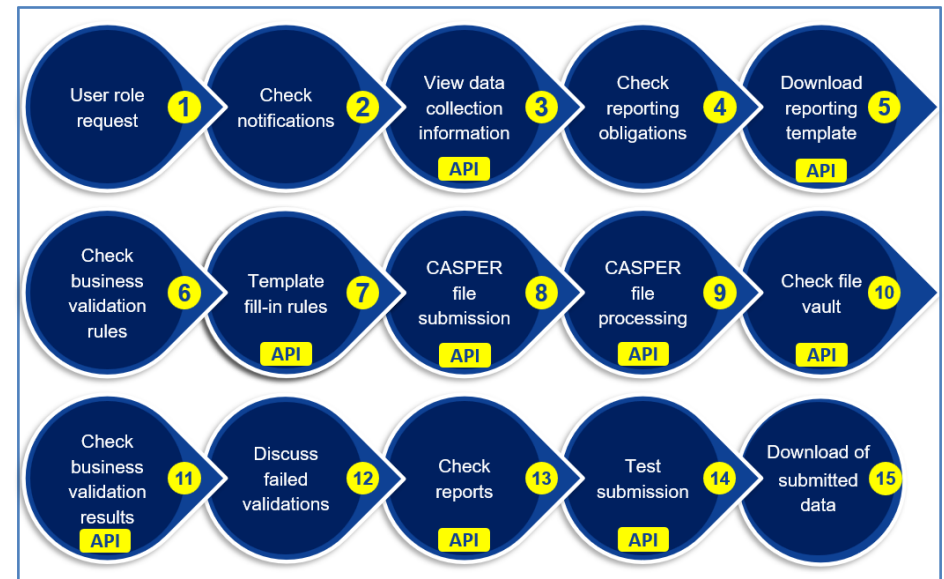 User role
request
1
Check
notifications
2
View data
collection
information
3
API
Check
reporting
obligations
4
Download
reporting
template
5
API
Check
business
validation
rules
6
Template
fill-in rules
7
API
CASPER
file
submission
8
API
CASPER
file
processing
9
API
Check file
vault
10
API
Check
business
validation
results
11
API
Discuss
failed
validations
12
Check
reports
13
API
Test
submission
14
API
Download of
submitted
data
15